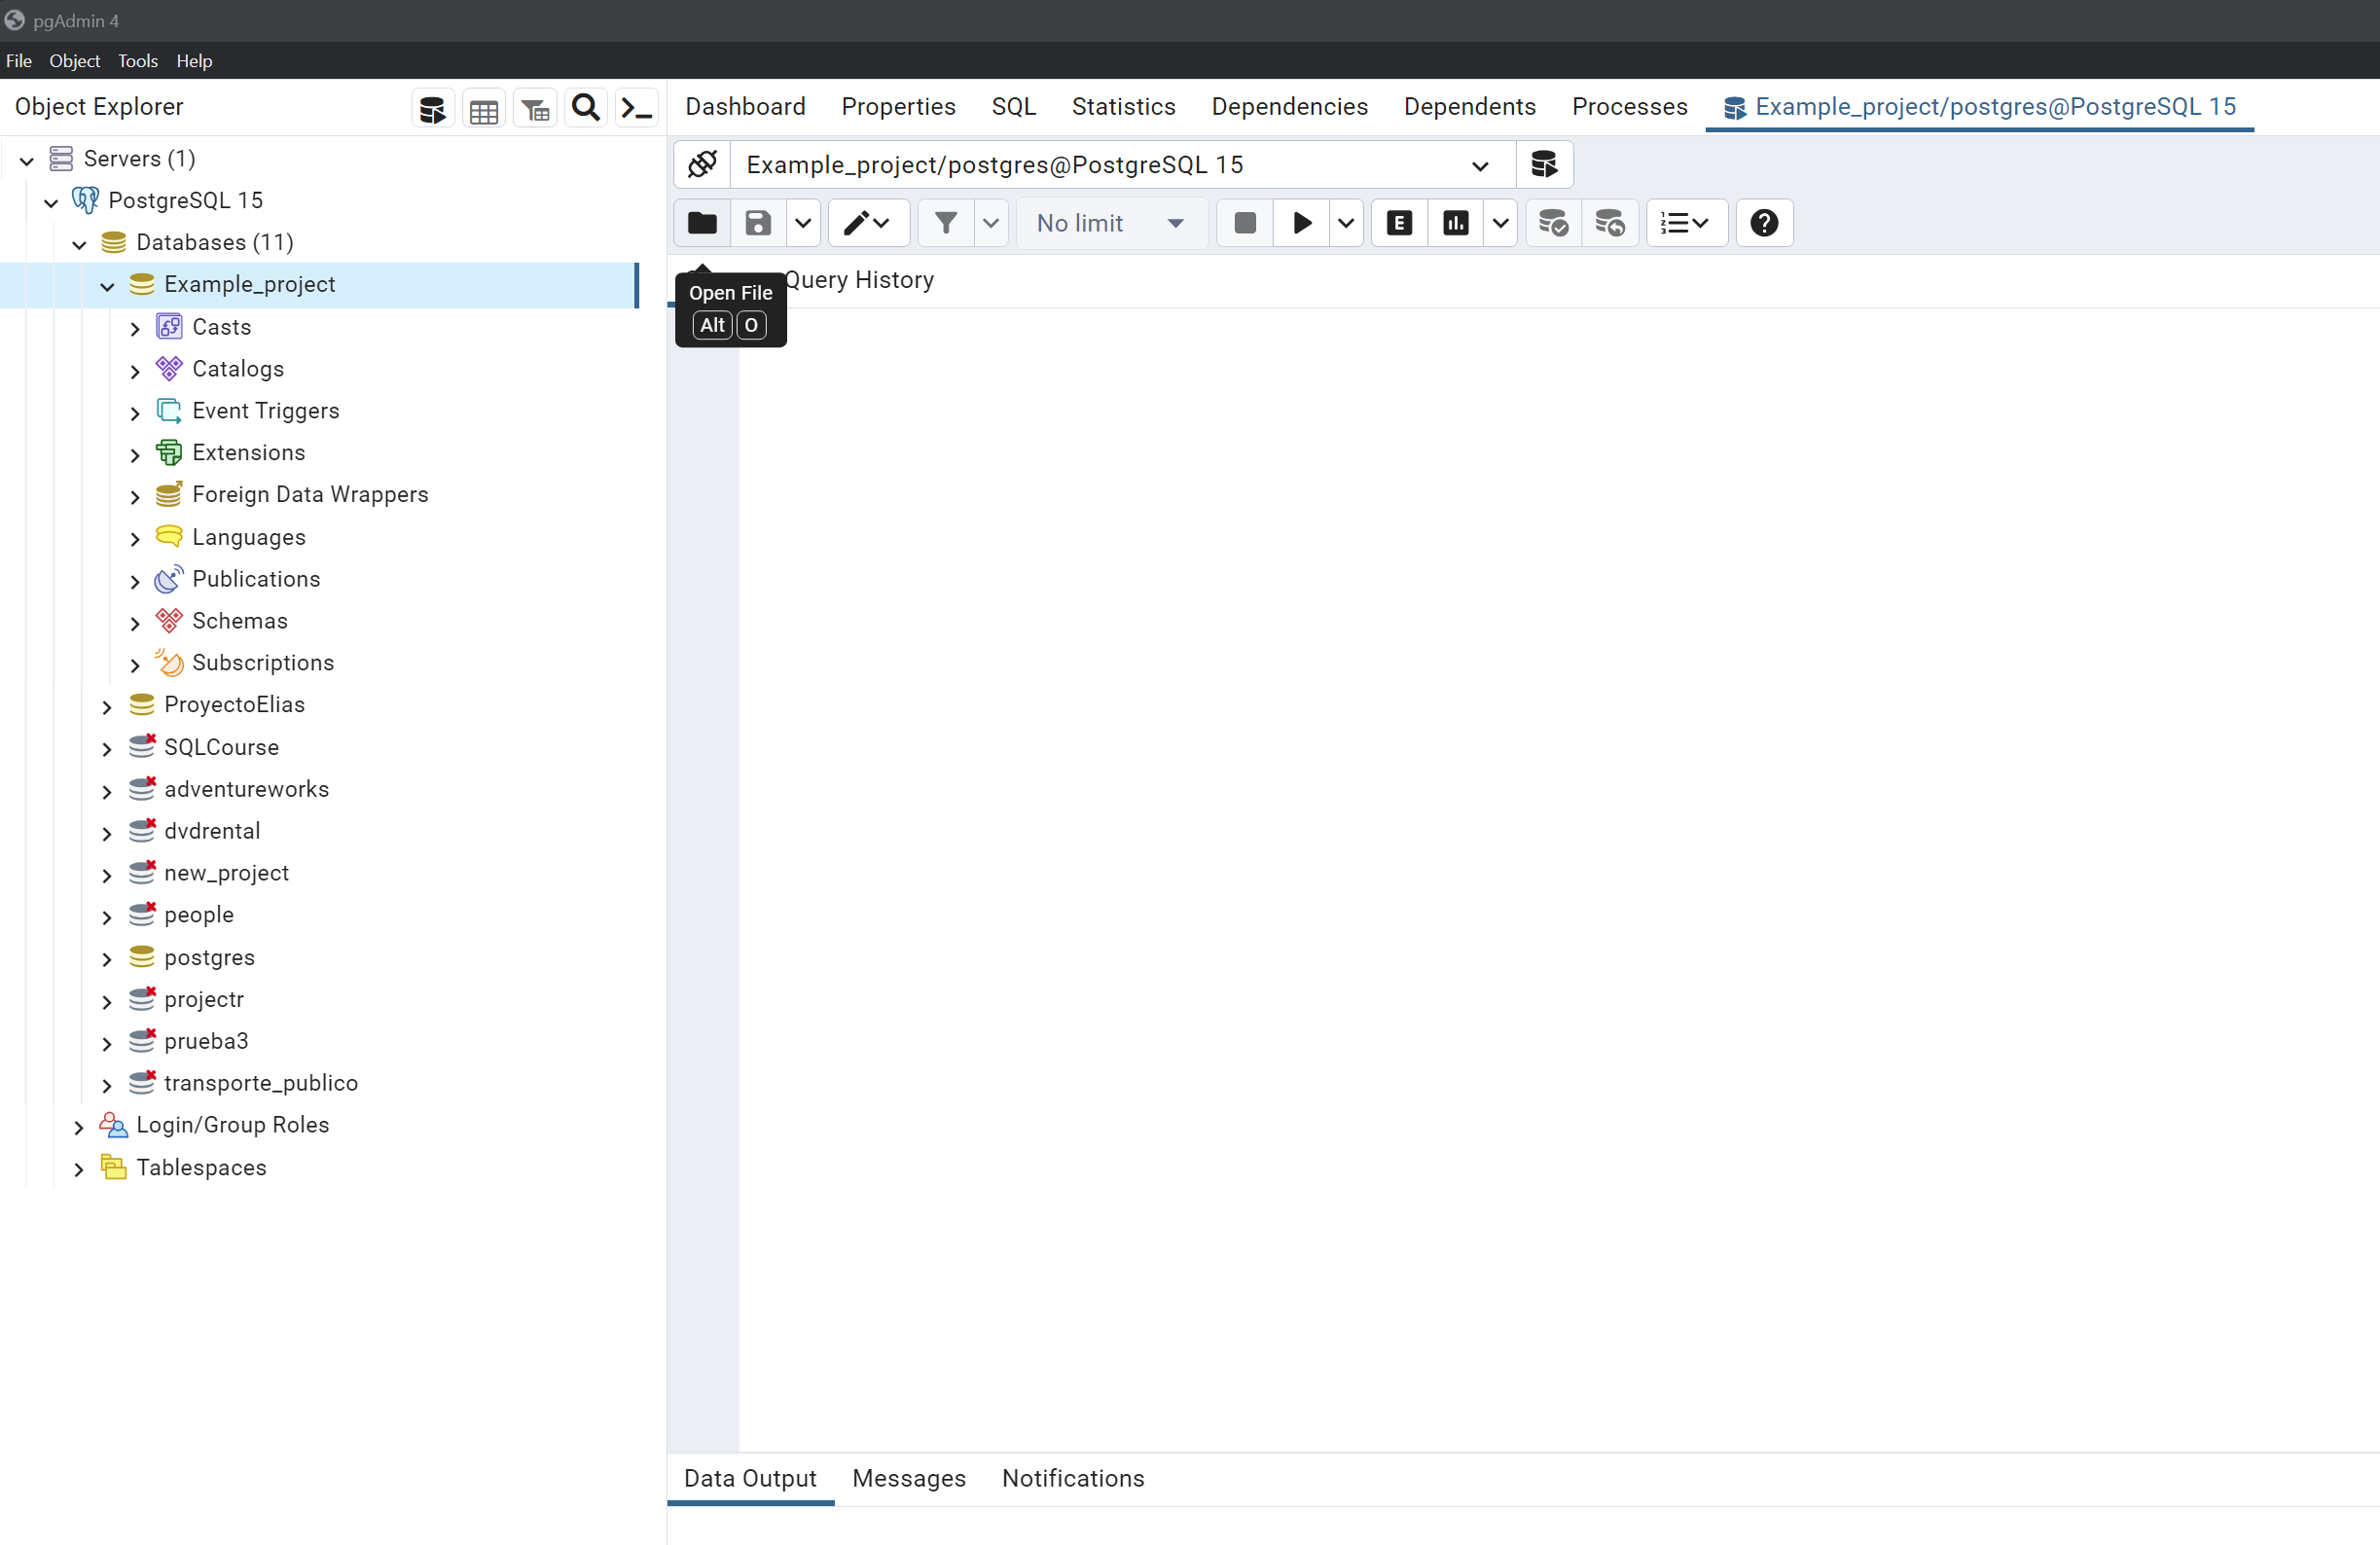 pgAdmin 4
File Object Tools Help
Object Explorer
Dashboard Properties SQL Statistics Dependencies Dependents Processes Example_project/postgres@PostgreSQL 15
Servers (1)
PostgreSQL 15
Databases (11)
Example_project
Casts
Catalogs
Event Triggers
Extensions
Foreign Data Wrappers
Languages
Publications
Schemas
Subscriptions
ProyectoElias
SQLCourse
adventureworks
dvdrental
new_project
people
postgres
projectr
prueba3
transporte_publico
Login/Group Roles
Tablespaces
Example_project/postgres@PostgreSQL 15
No limit E ?
Query History
Open File
Alt O
Data Output Messages Notifications